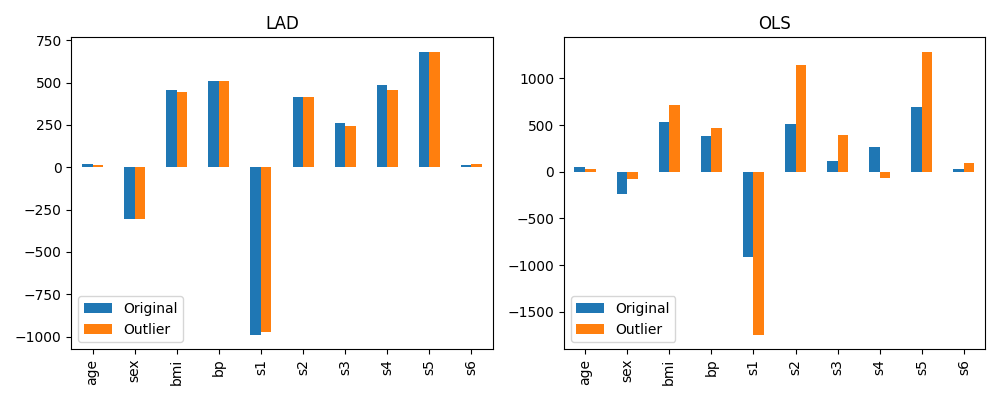 LAD
750
500
250
0
−250
−500
−750
−1000
Original
Outlier
age
sex
bmi
bp
s1
s2
s3
s4
s5
s6
OLS
1000
500
0
−500
−1000
−1500
Original
Outlier
age
sex
bmi
bp
s1
s2
s3
s4
s5
s6